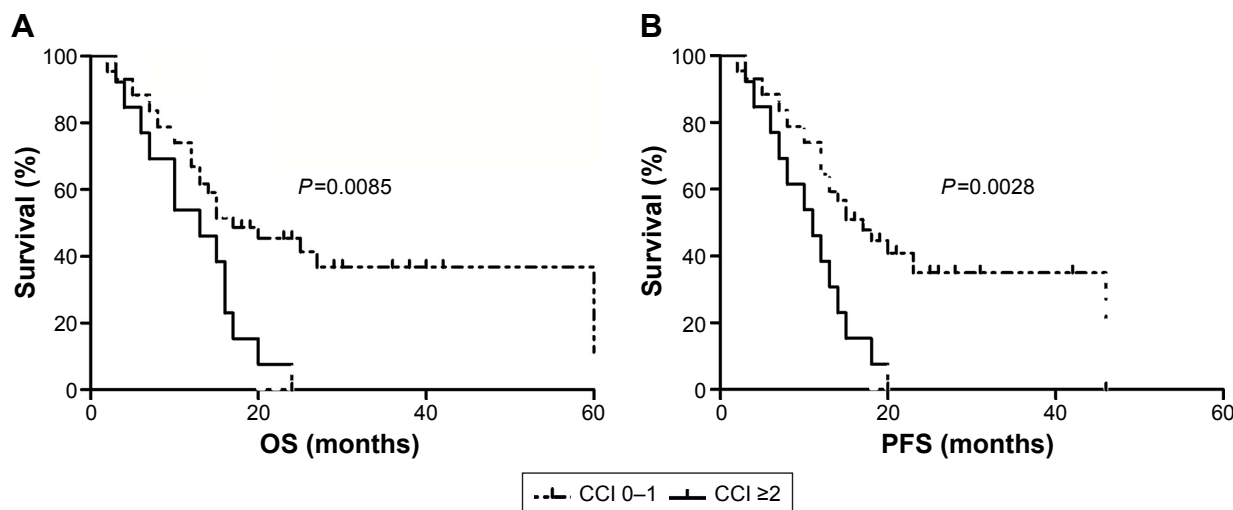 A
Survival (%)
100
80
60
40
20
0
P=0.0085
0 20 40 60
OS (months)
B
Survival (%)
100
80
60
40
20
0
P=0.0028
0 20 40 60
PFS (months)
CCI 0–1 CCI ≥2